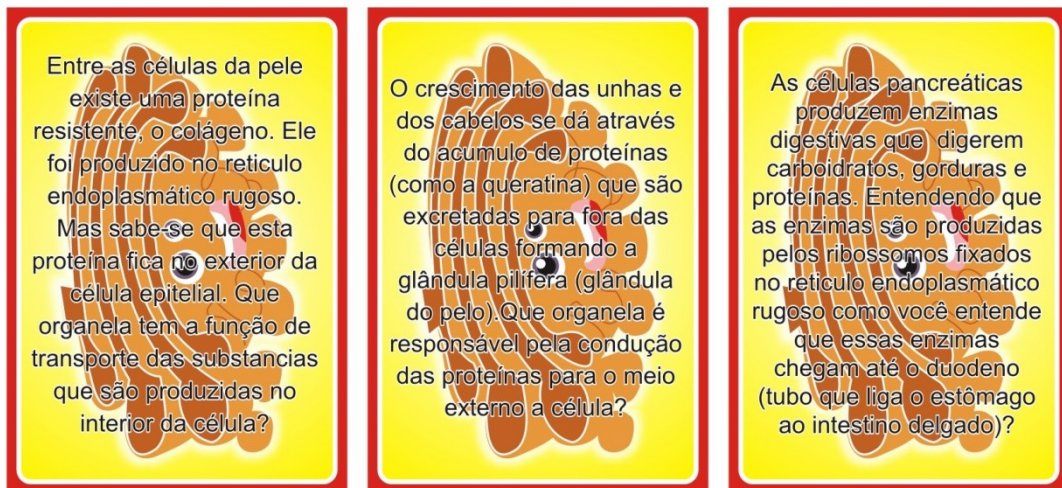 Entre as células da pele
existe uma proteína
resistente, o colágeno. Ele
foi produzido no reticulo
endoplasmático rugoso.
Mas sabe-se que esta
proteína fica no exterior da
célula epitelial. Que
organela tem a função de
transporte das substancias
que são produzidas no
interior da célula?
O crescimento das unhas e
dos cabelos se dá através
do acumulo de proteínas
(como a queratina) que são
excretadas para fora das
células formando a
glândula pilífera (glândula
do pelo).Que organela é
responsável pela condução
das proteínas para o meio
externo a célula?
As células pancreáticas
produzem enzimas
digestivas que digerem
carboidratos, gorduras e
proteínas. Entendendo que
as enzimas são produzidas
pelos ribossomos fixados
no reticulo endoplasmático
rugoso como você entende
que essas enzimas
chegam até o duodeno
(tubo que liga o estômago
ao intestino delgado)?